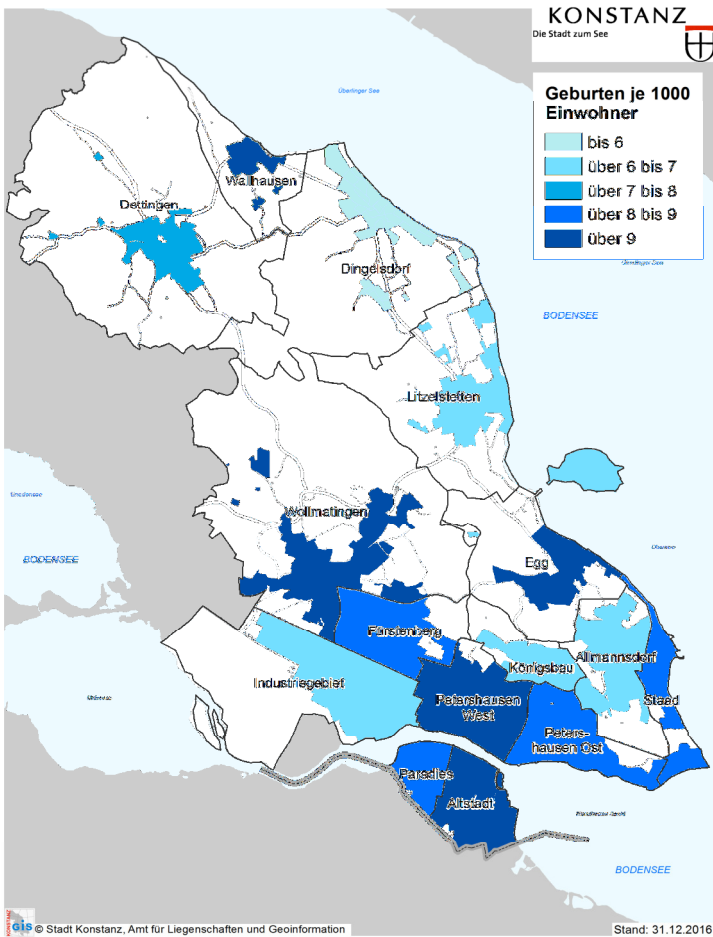 KONSTANZ
Die Stadt zum See
Geburten je 1000
Einwohner
bis 6
über 6 bis 7
über 7 bis 8
über 8 bis 9
über 9
Überlinger See
Wallhausen
Dettingen
Dingelsdorf
BODENSEE
Litzelstetten
Wollmatingen
BODENSEE
Egg
Fürstenberg
Königsbau
Allmannsdorf
Industriegebiet
Petershausen
West
Staad
Peters-
hausen Ost
Paradies
Altstadt
BODENSEE
KONSTANZ
GIS © Stadt Konstanz, Amt für Liegenschaften und Geoinformation
Stand: 31.12.2016